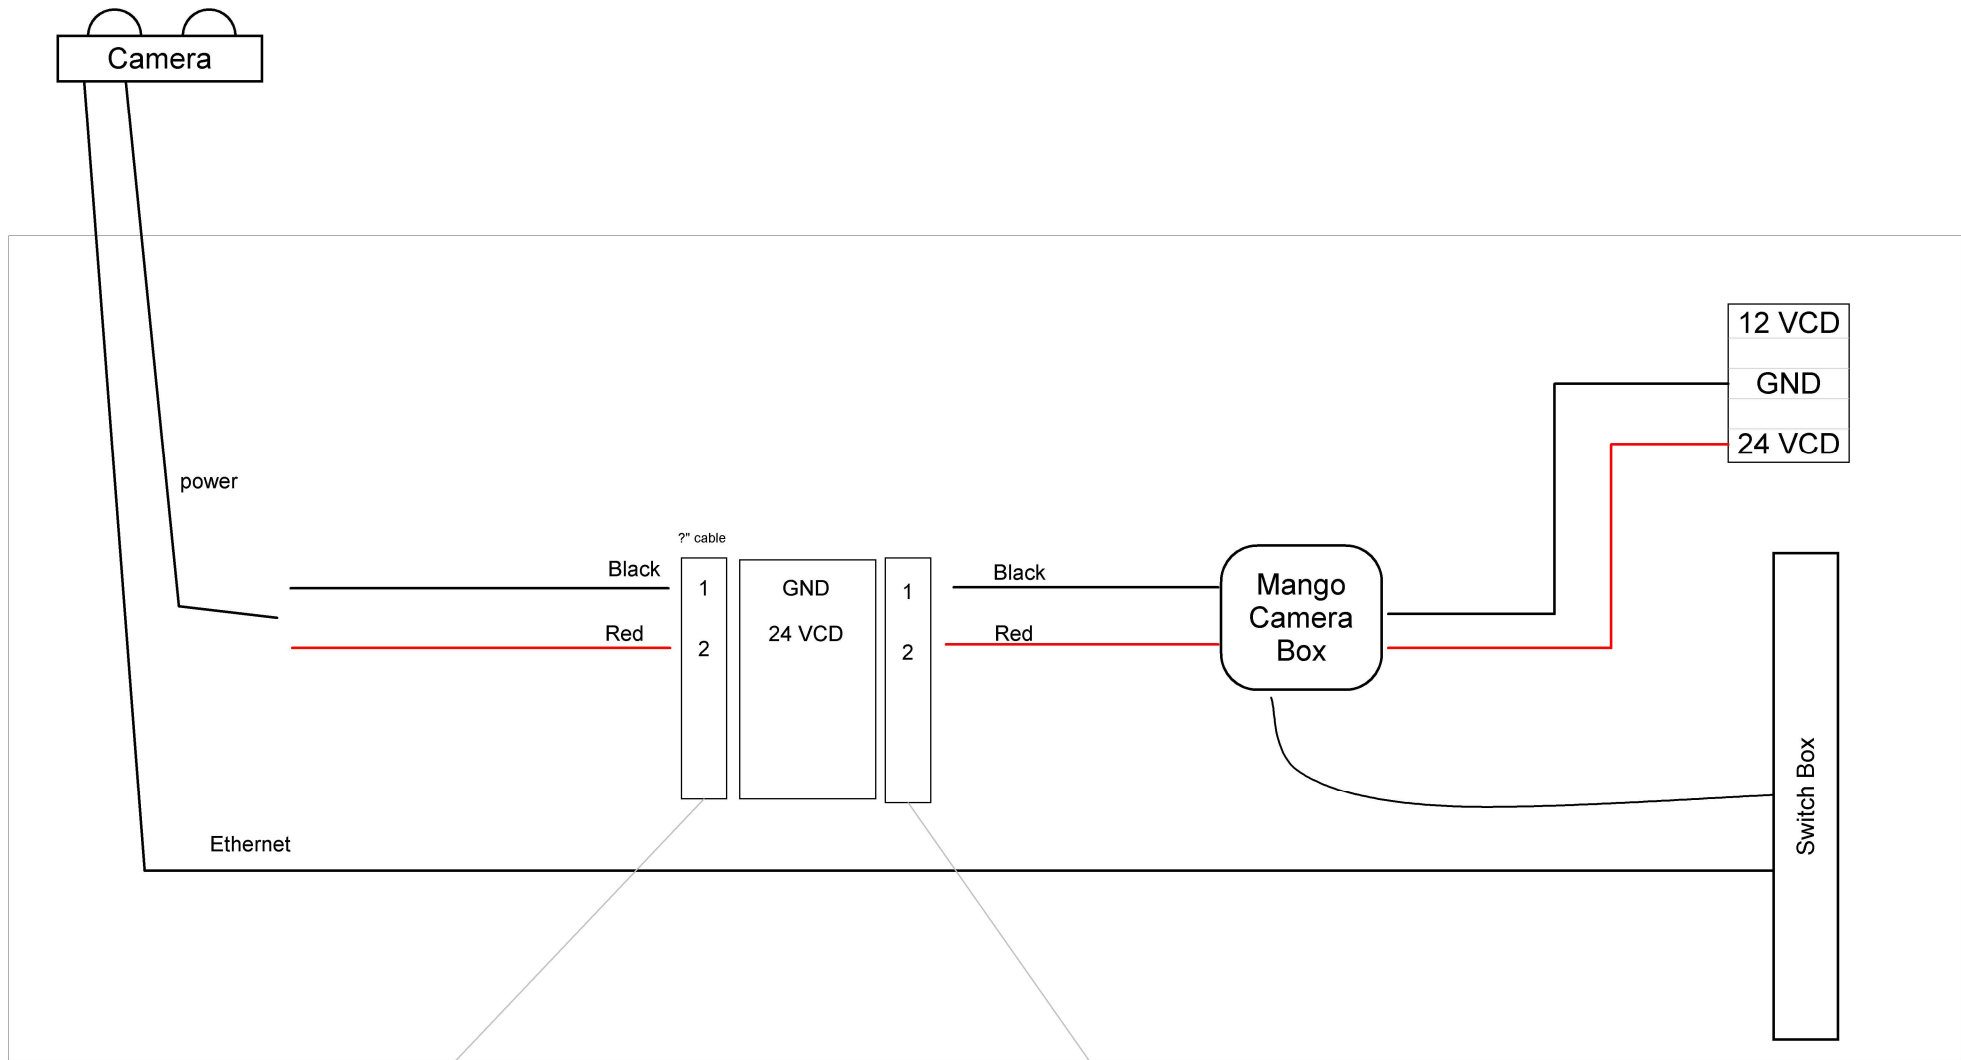 Camera
12 VCD
GND
24 VCD
power
?" cable
Black
1
GND
1
Black
Red
2
24 VCD
2
Red
Mango
Camera
Box
Ethernet
Switch Box